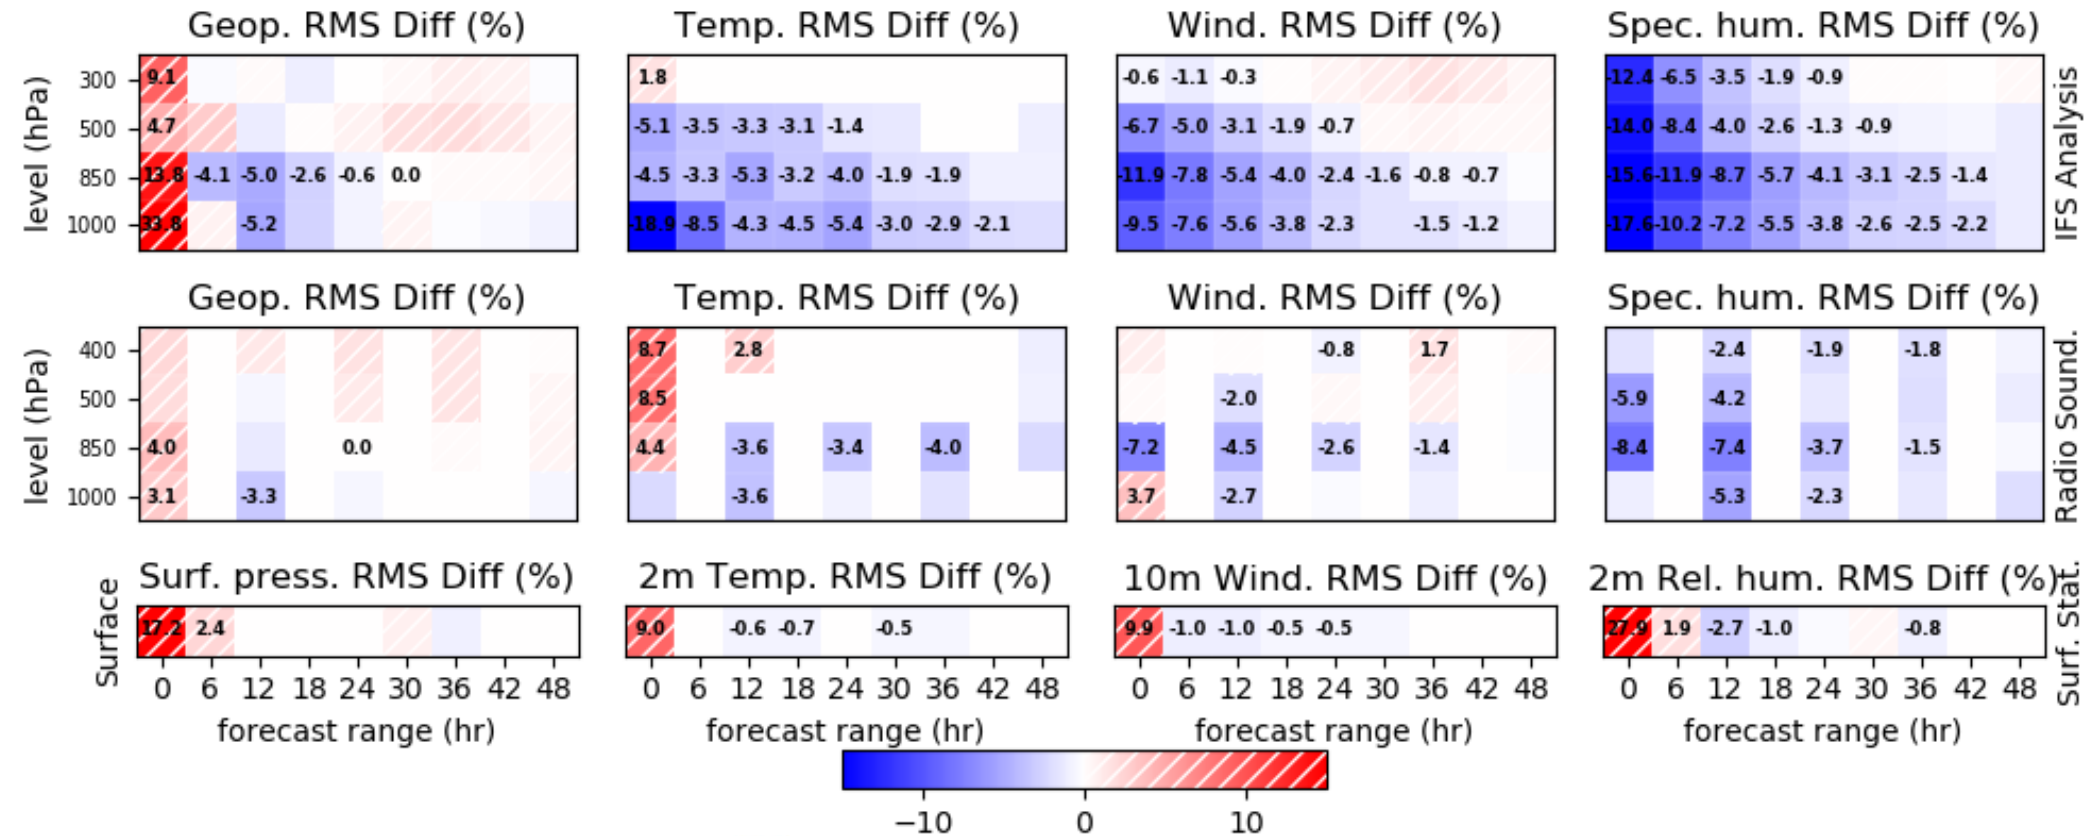 Geop. RMS Diff (%) Temp. RMS Diff (%) Wind. RMS Diff (%) Spec. hum. RMS Diff (%)
level (hPa)
IFS Analysis
300 9.1 1.8 -0.6 -1.1 -0.3 -12.4 -6.5 -3.5 -1.9 -0.9
500 4.7 -5.1 -3.5 -3.3 -3.1 -1.4 -6.7 -5.0 -3.1 -1.9 -0.7 -14.0 -8.4 -4.0 -2.6 -1.3 -0.9
850 13.8 -4.1 -5.0 -2.6 -0.6 0.0 -4.5 -3.3 -5.3 -3.2 -4.0 -1.9 -1.9 -11.9 -7.8 -5.4 -4.0 -2.4 -1.6 -0.8 -0.7 -15.6 -11.9 -8.7 -5.7 -4.1 -3.1 -2.5 -1.4
1000 33.8 -5.2 -18.9 -8.5 -4.3 -4.5 -5.4 -3.0 -2.9 -2.1 -9.5 -7.6 -5.6 -3.8 -2.3 -1.5 -1.2 -17.6 -10.2 -7.2 -5.5 -3.8 -2.6 -2.5 -2.2
Geop. RMS Diff (%) Temp. RMS Diff (%) Wind. RMS Diff (%) Spec. hum. RMS Diff (%)
level (hPa)
Radio Sound.
400 8.7 2.8 -0.8 1.7 -2.4 -1.9 -1.8
500 8.5 -2.0 -5.9 -4.2
850 4.0 0.0 4.4 -3.6 -3.4 -4.0 -7.2 -4.5 -2.6 -1.4 -8.4 -7.4 -3.7 -1.5
1000 3.1 -3.3 -3.6 3.7 -2.7 -5.3 -2.3
Surf. press. RMS Diff (%) 2m Temp. RMS Diff (%) 10m Wind. RMS Diff (%) 2m Rel. hum. RMS Diff (%)
Surface
Surf. Stat.
17.2 2.4 9.0 -0.6 -0.7 -0.5 9.9 -1.0 -1.0 -0.5 -0.5 27.9 1.9 -2.7 -1.0 -0.8
0 6 12 18 24 30 36 42 48 0 6 12 18 24 30 36 42 48 0 6 12 18 24 30 36 42 48 0 6 12 18 24 30 36 42 48
forecast range (hr) forecast range (hr) forecast range (hr) forecast range (hr)
−10 0 10